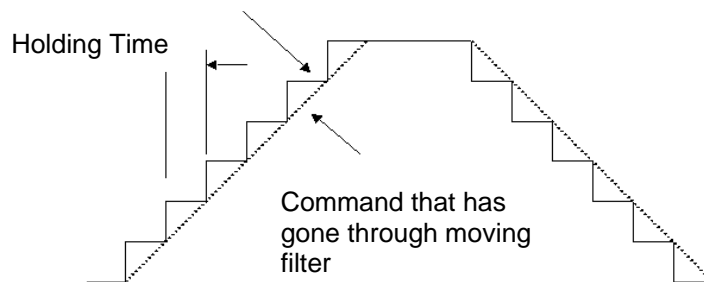 Holding Time
Command that has
gone through moving
filter